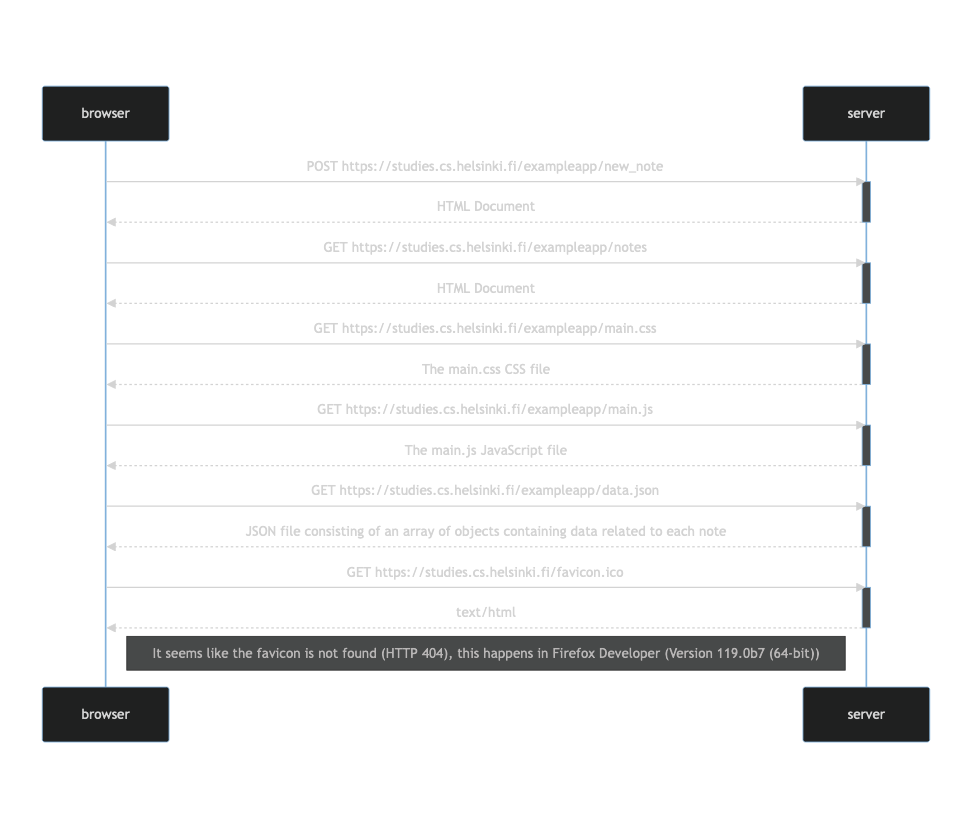 browser
server
POST https://studies.cs.helsinki.fi/exampleapp/new_note
HTML Document
GET https://studies.cs.helsinki.fi/exampleapp/notes
HTML Document
GET https://studies.cs.helsinki.fi/exampleapp/main.css
The main.css CSS file
GET https://studies.cs.helsinki.fi/exampleapp/main.js
The main.js JavaScript file
GET https://studies.cs.helsinki.fi/exampleapp/data.json
JSON file consisting of an array of objects containing data related to each note
GET https://studies.cs.helsinki.fi/favicon.ico
text/html
It seems like the favicon is not found (HTTP 404), this happens in Firefox Developer (Version 119.0b7 (64-bit))
browser
server